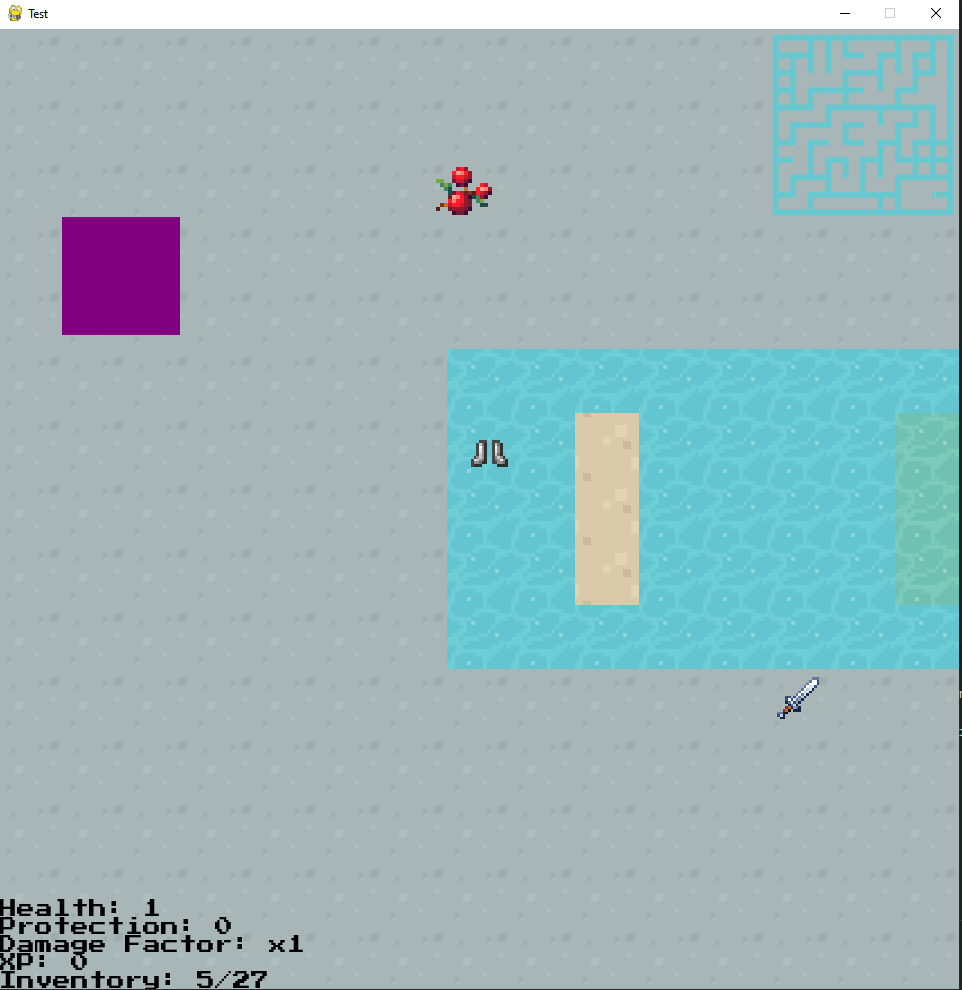 Test
Health: 1
Protection: 0
Damage Factor: x1
XP: 0
Inventory: 5/27